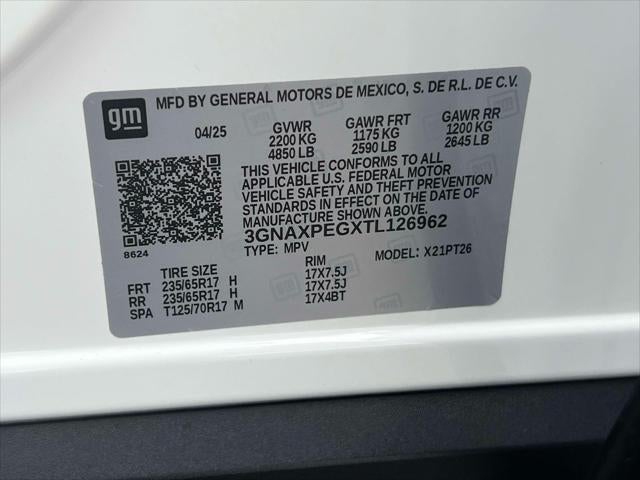 gm
MFD BY GENERAL MOTORS DE MEXICO, S. DE R.L. DE C.V.
04/25 GVWR GAWR FRT GAWR RR
2200 KG 1175 KG 1200 KG
4850 LB 2590 LB 2645 LB
THIS VEHICLE CONFORMS TO ALL
APPLICABLE U.S. FEDERAL MOTOR
VEHICLE SAFETY AND THEFT PREVENTION
STANDARDS IN EFFECT ON THE DATE OF
MANUFACTURE SHOWN ABOVE.
3GNAXPEGXTL126962
8624 TYPE: MPV MODEL: X21PT26
TIRE SIZE RIM
FRT 235/65R17 H 17X7.5J
RR 235/65R17 H 17X7.5J
SPA T125/70R17 M 17X4BT